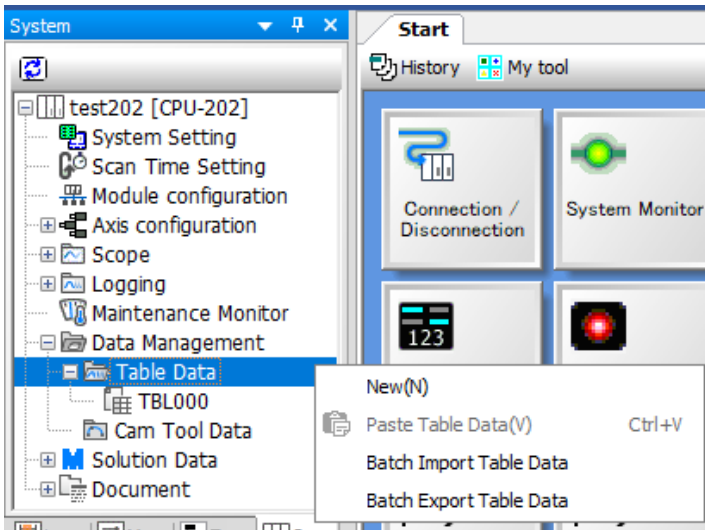 System
Start
History My tool
test202 [CPU-202]
System Setting
Scan Time Setting
Module configuration
Axis configuration
Scope
Logging
Maintenance Monitor
Data Management
Table Data
TBL000
Cam Tool Data
Solution Data
Document
Connection /
Disconnection
System Monitor
123
New(N)
Paste Table Data(V) Ctrl+V
Batch Import Table Data
Batch Export Table Data